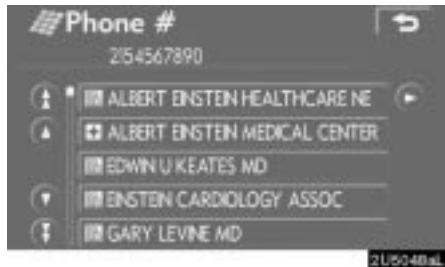 Phone #
2154567890
ALBERT EINSTEIN HEALTHCARE NE
ALBERT EINSTEIN MEDICAL CENTER
EDWIN U KEATES MD
EINSTEIN CARDIOLOGY ASSOC
GARY LEVINE MD
2U5048aL